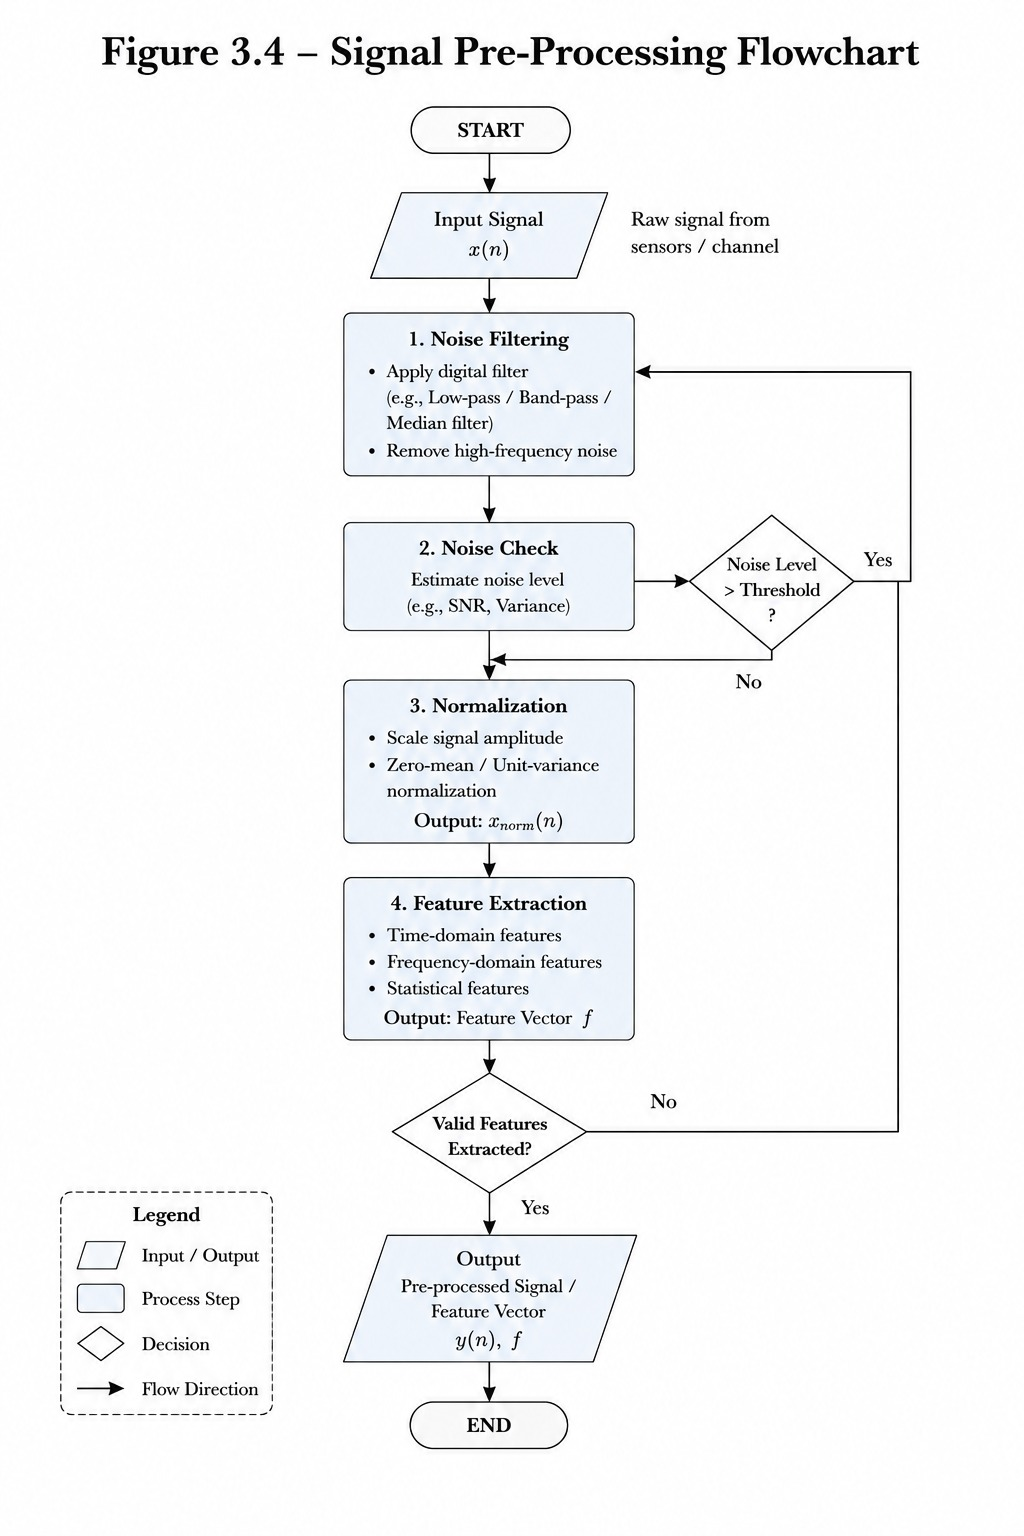 Figure 3.4 – Signal Pre-Processing Flowchart
START
Input Signal
x(n)
Raw signal from
sensors / channel
1. Noise Filtering
• Apply digital filter
(e.g., Low-pass / Band-pass /
Median filter)
• Remove high-frequency noise
2. Noise Check
Estimate noise level
(e.g., SNR, Variance)
Noise Level
> Threshold
?
Yes
No
3. Normalization
• Scale signal amplitude
• Zero-mean / Unit-variance
normalization
Output: x_norm(n)
4. Feature Extraction
• Time-domain features
• Frequency-domain features
• Statistical features
Output: Feature Vector f
Valid Features
Extracted?
No
Yes
Output
Pre-processed Signal /
Feature Vector
y(n), f
END
Legend
Input / Output
Process Step
Decision
Flow Direction